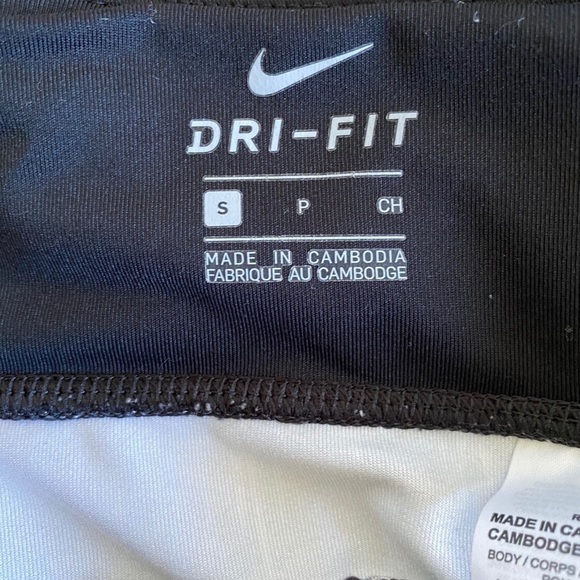 DRI-FIT
S P CH
MADE IN CAMBODIA
FABRIQUE AU CAMBODGE
MADE IN CA
CAMBODGE
BODY / CORPS